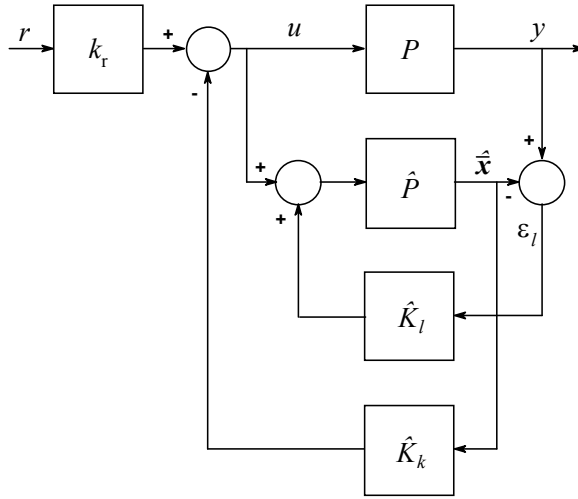 r
k_r
+
-
u
P
y
+
+
+
P̂
x̄̂
-
ε_l
K̂_l
K̂_k